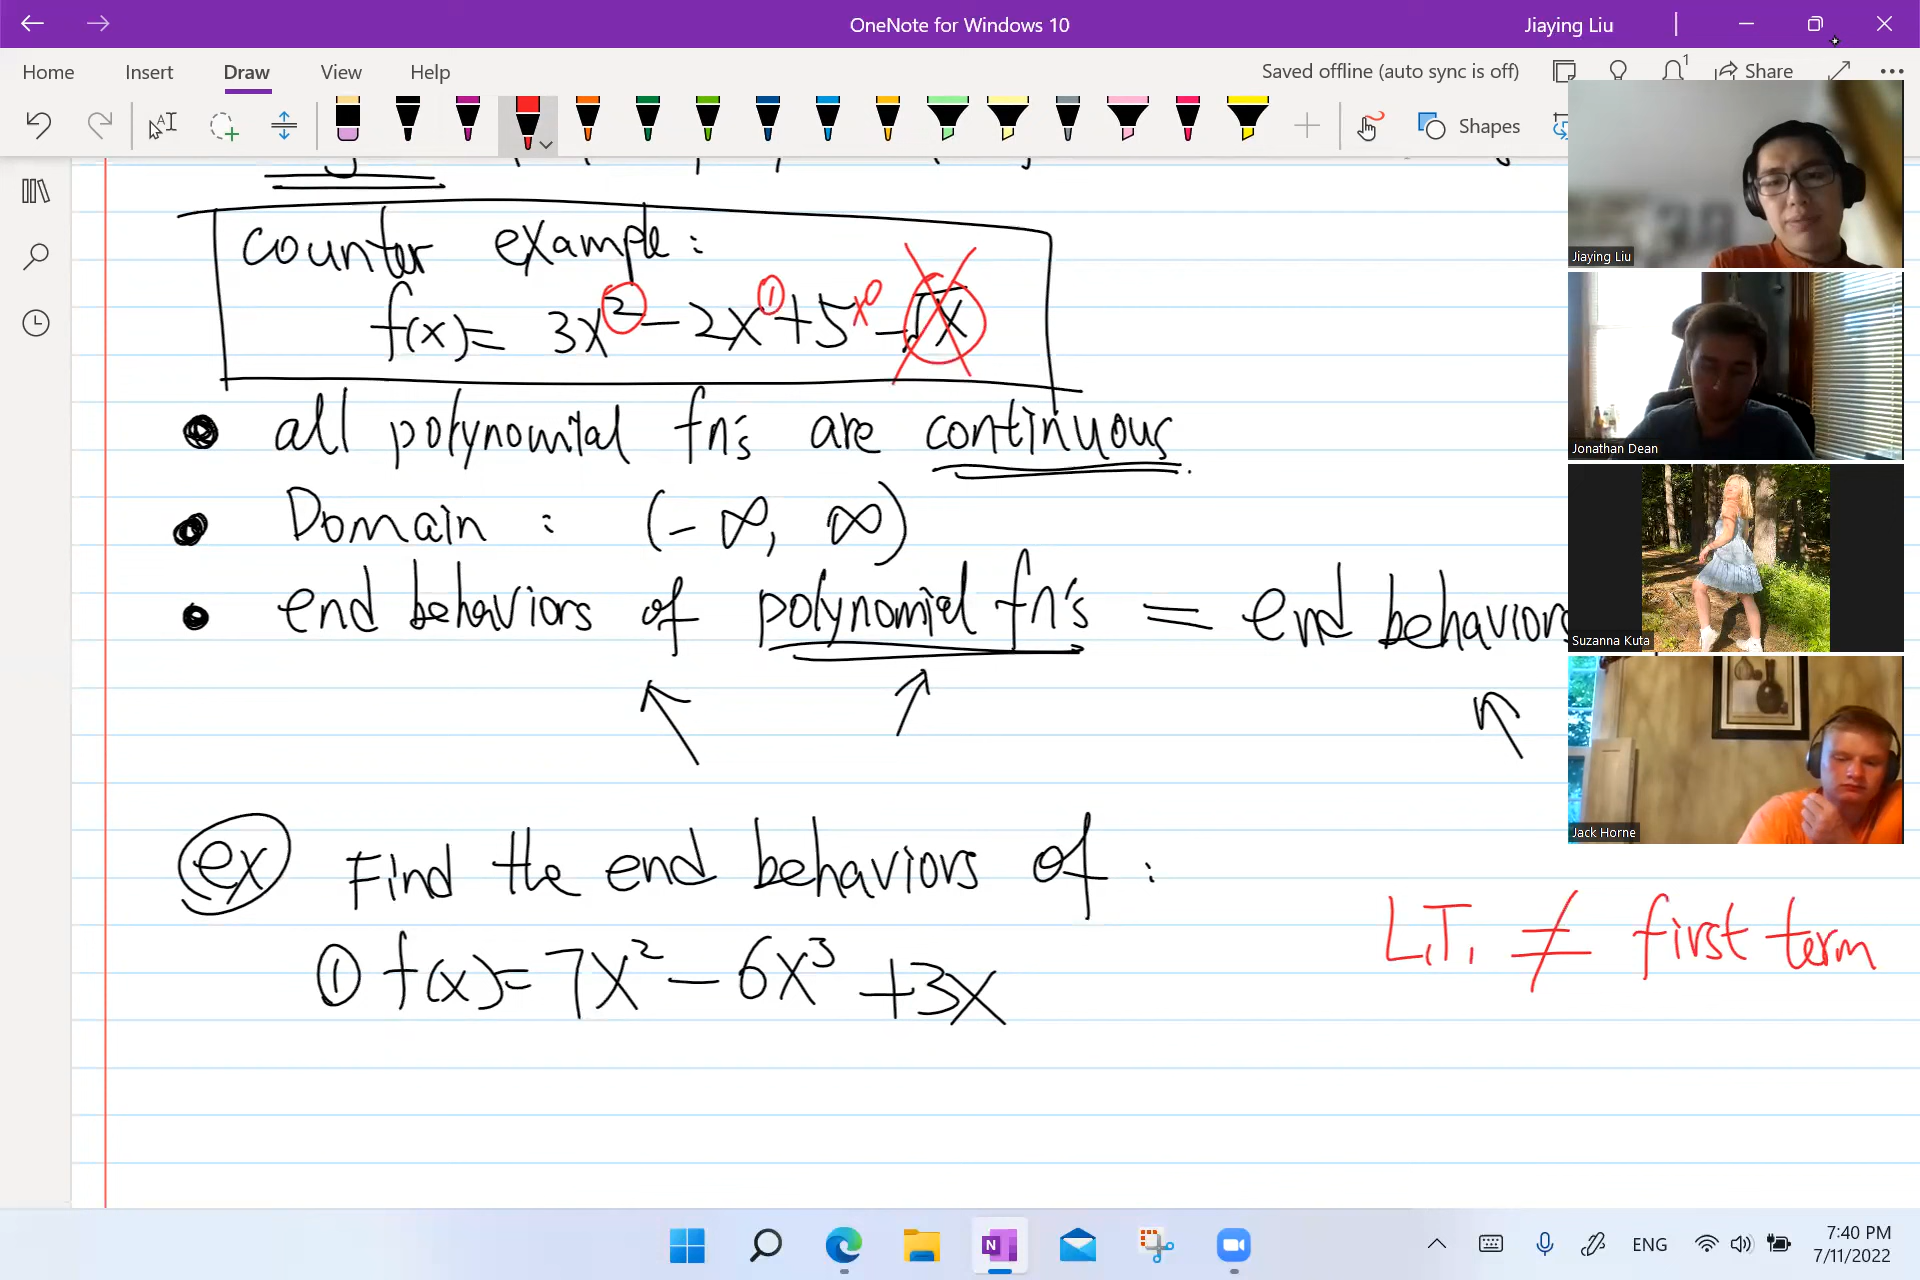 OneNote for Windows 10
Jiaying Liu
Home Insert Draw View Help
Saved offline (auto sync is off)
1
Share
Shapes
counter example:
f(x) = 3x² - 2x¹ + 5x⁰ - √x
Jiaying Liu
all polynomial fn's are continuous.
Jonathan Dean
Domain : (-∞, ∞)
end behaviors of polynomial fn's = end behaviors
Suzanna Kuta
Jack Horne
ex Find the end behaviors of :
L.T. ≠ first term
① f(x) = 7x² - 6x³ + 3x
ENG
7:40 PM
7/11/2022